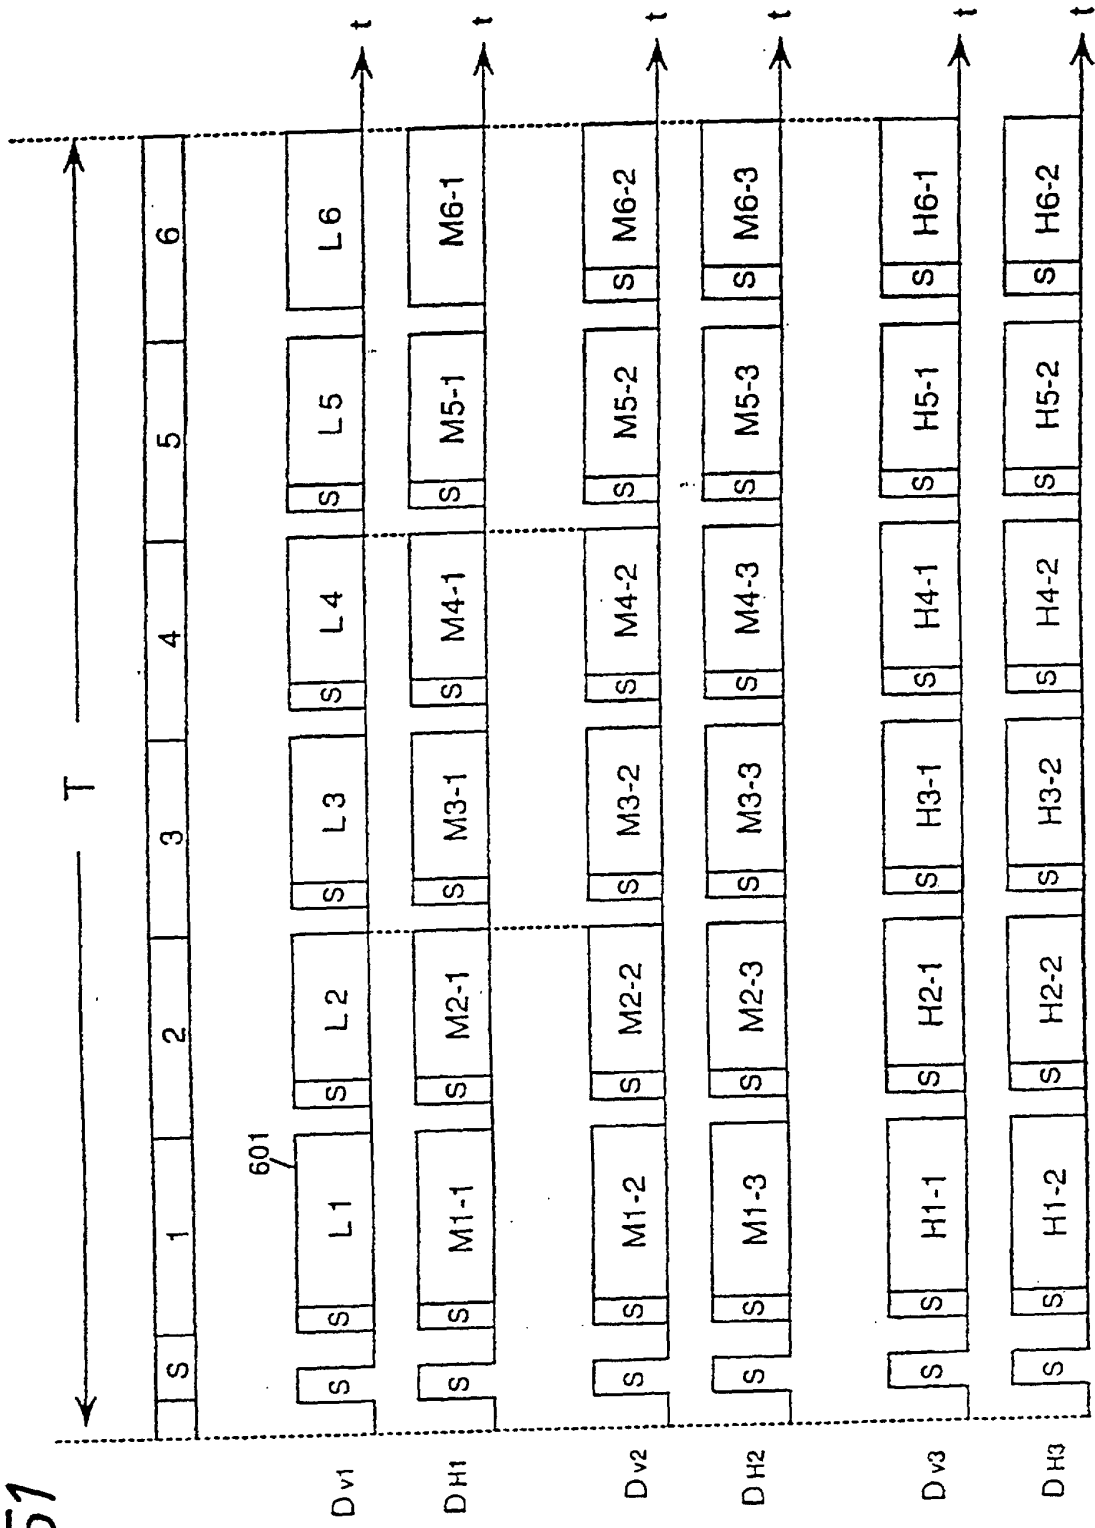 51
T
S 1 2 3 4 5 6
601
DV1 S S L1 S L2 S L3 S L4 S L5 L6 t
DH1 S S M1-1 S M2-1 S M3-1 S M4-1 S M5-1 M6-1 t
DV2 S S M1-2 S M2-2 S M3-2 S M4-2 S M5-2 S M6-2 t
DH2 S S M1-3 S M2-3 S M3-3 S M4-3 S M5-3 S M6-3 t
DV3 S S H1-1 S H2-1 S H3-1 S H4-1 S H5-1 S H6-1 t
DH3 S S H1-2 S H2-2 S H3-2 S H4-2 S H5-2 S H6-2 t